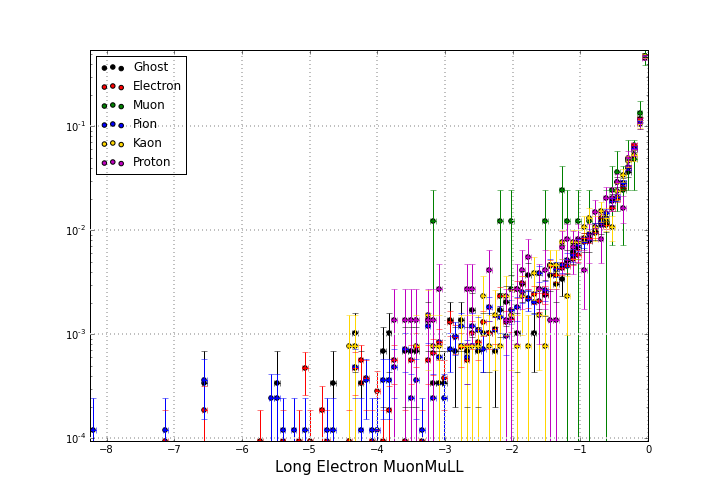 Ghost
Electron
Muon
Pion
Kaon
Proton
10⁻¹
10⁻²
10⁻³
10⁻⁴
−8 −7 −6 −5 −4 −3 −2 −1 0
Long Electron MuonMuLL